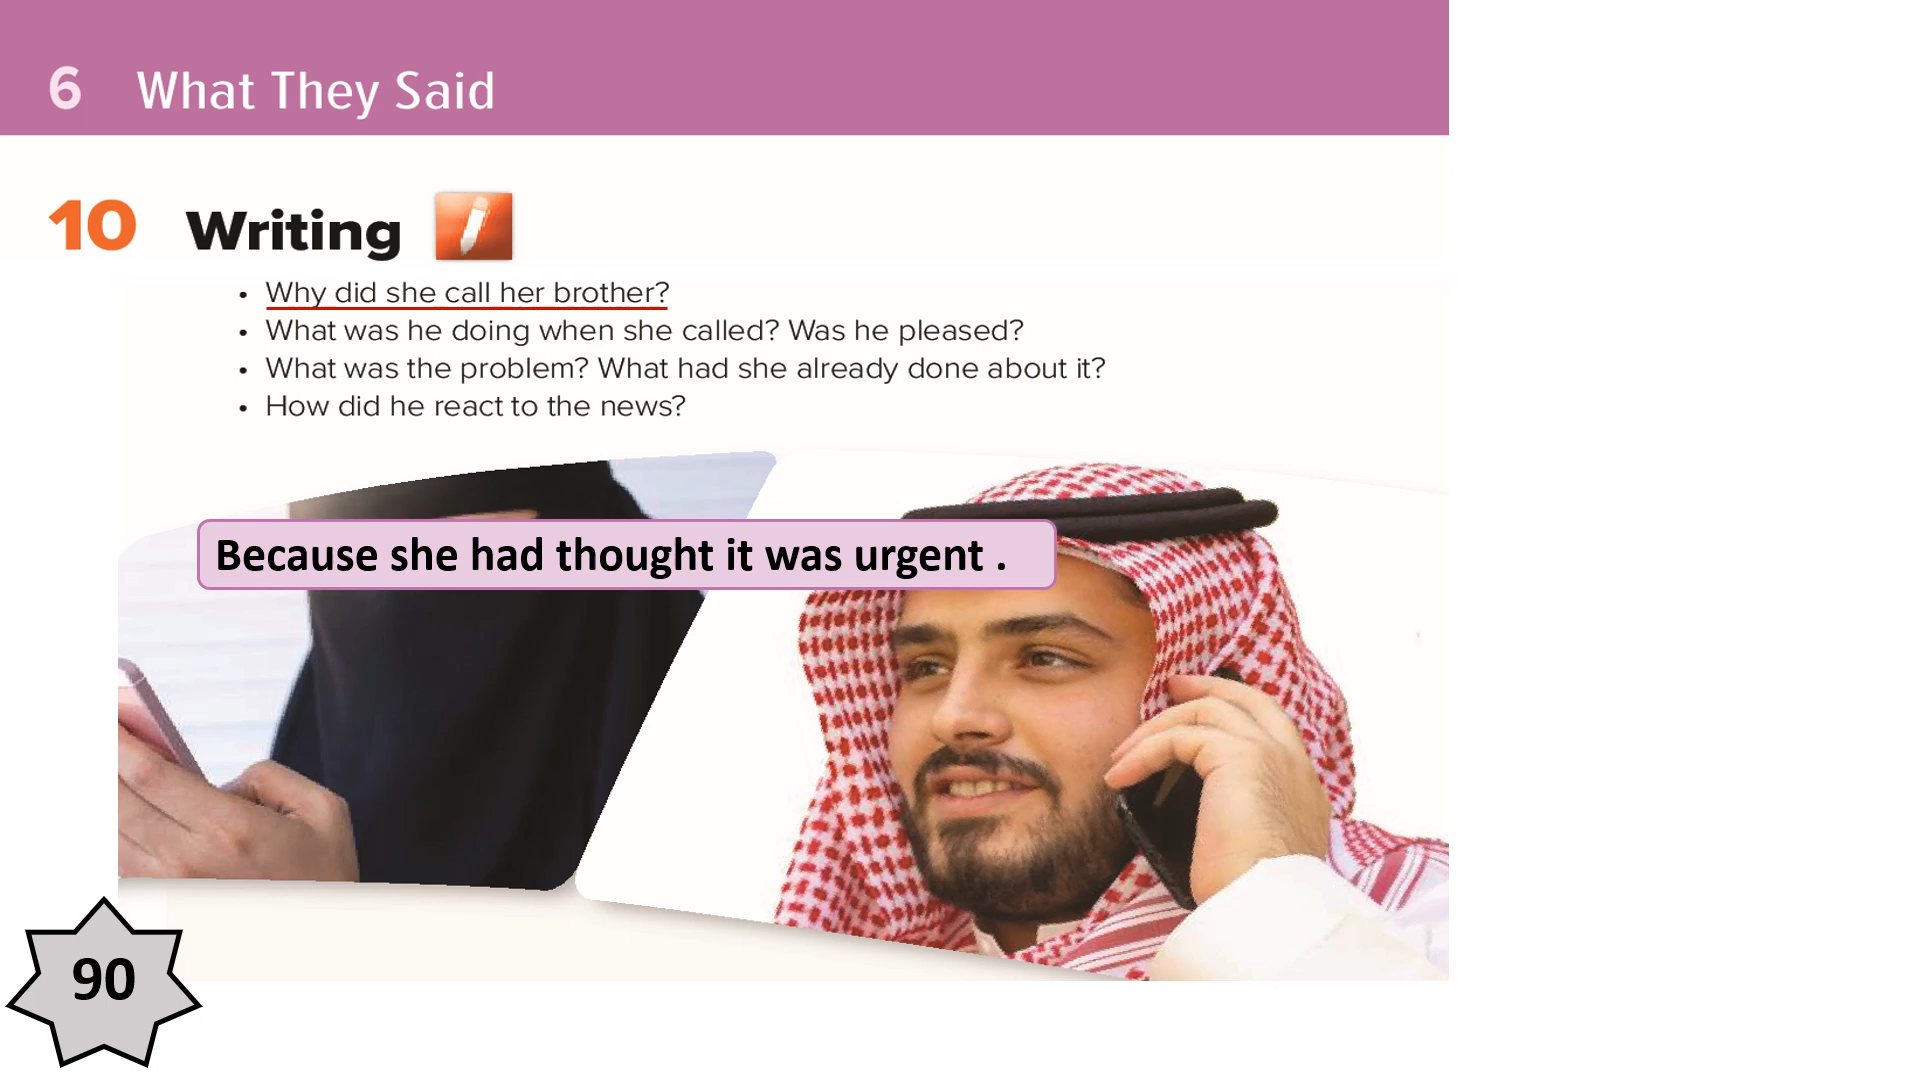 6 What They Said
10 Writing
• Why did she call her brother?
• What was he doing when she called? Was he pleased?
• What was the problem? What had she already done about it?
• How did he react to the news?
Because she had thought it was urgent .
90